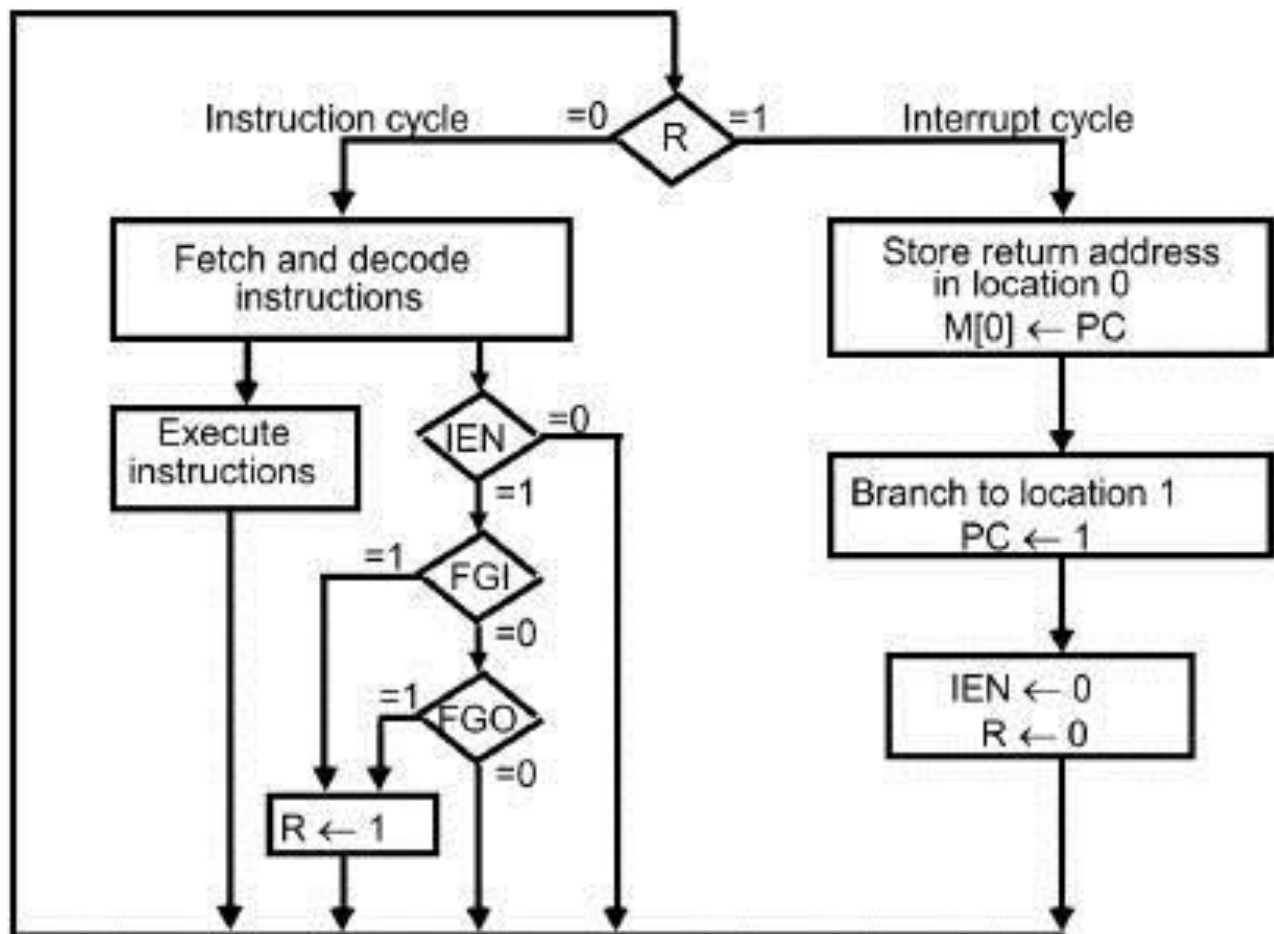 Instruction cycle
=0
R
=1
Interrupt cycle
Fetch and decode
instructions
Store return address
in location 0
M[0] ← PC
Execute
instructions
IEN
=0
=1
Branch to location 1
PC ← 1
=1
FGI
=0
=1
FGO
=0
R ← 1
IEN ← 0
R ← 0